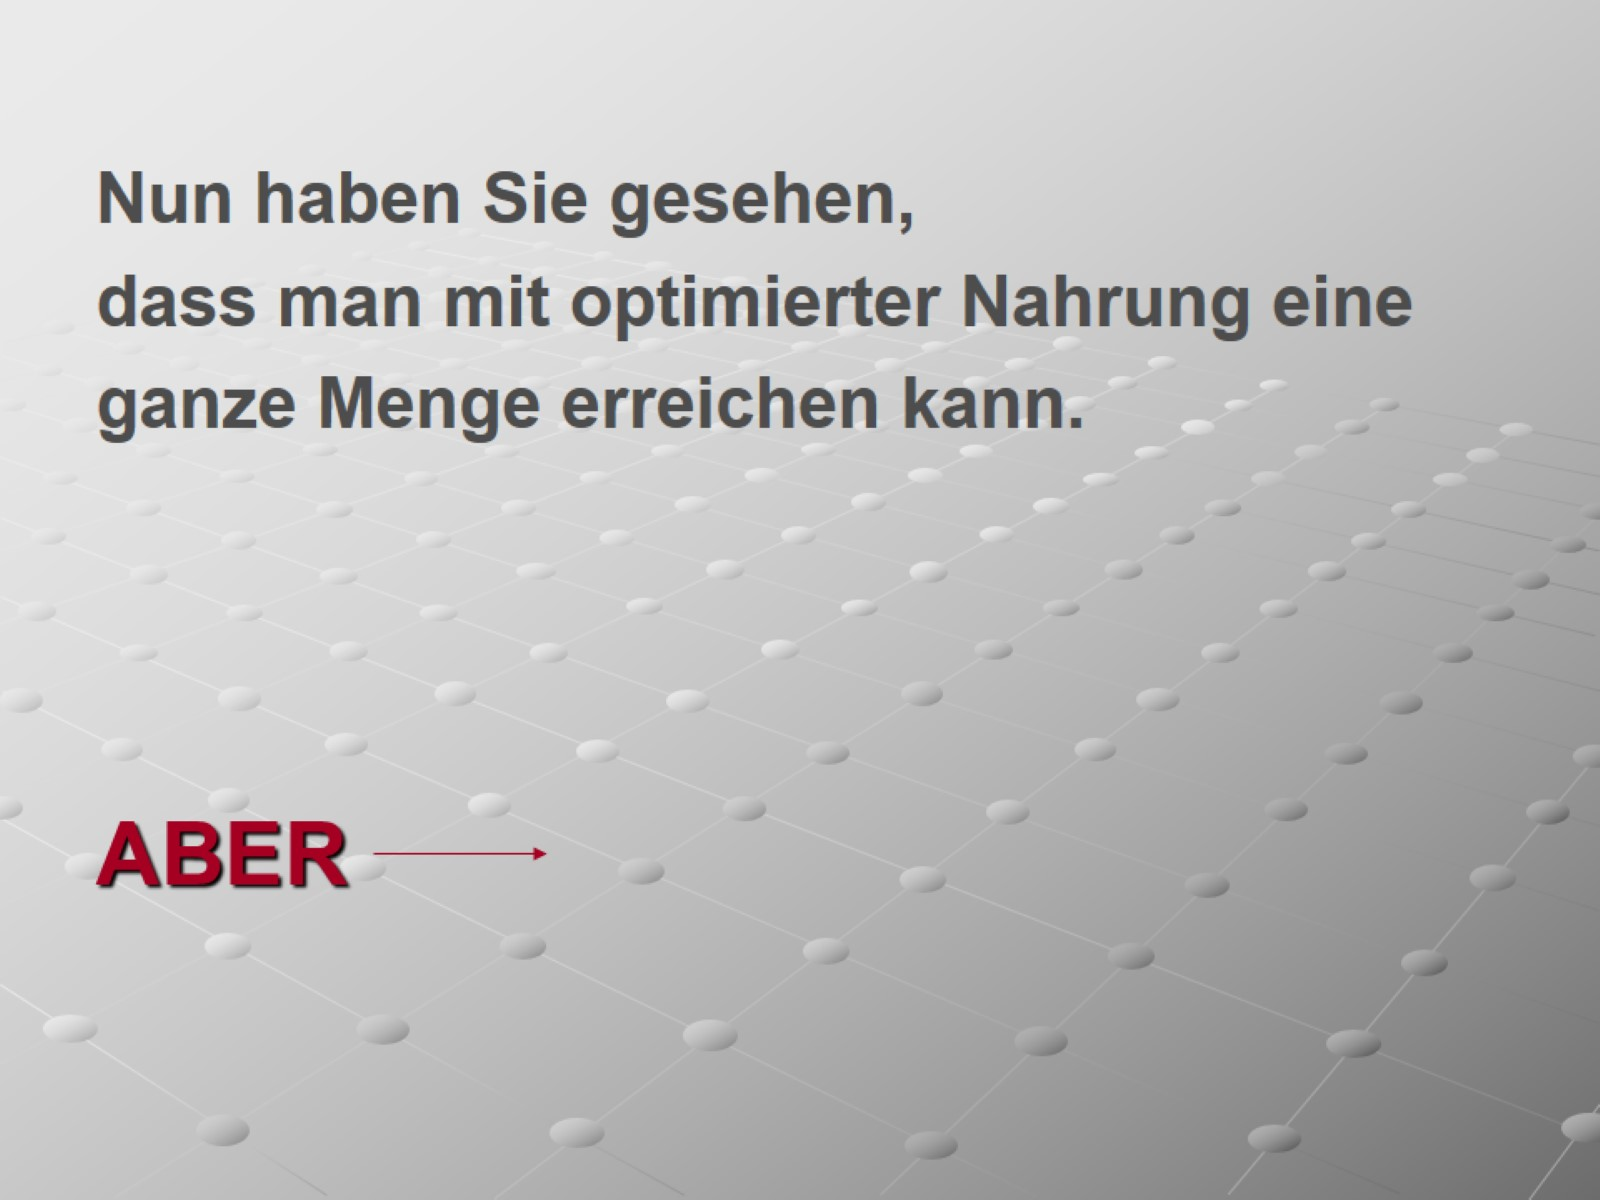 Nun haben Sie gesehen,
dass man mit optimierter Nahrung eine
ganze Menge erreichen kann.
ABER